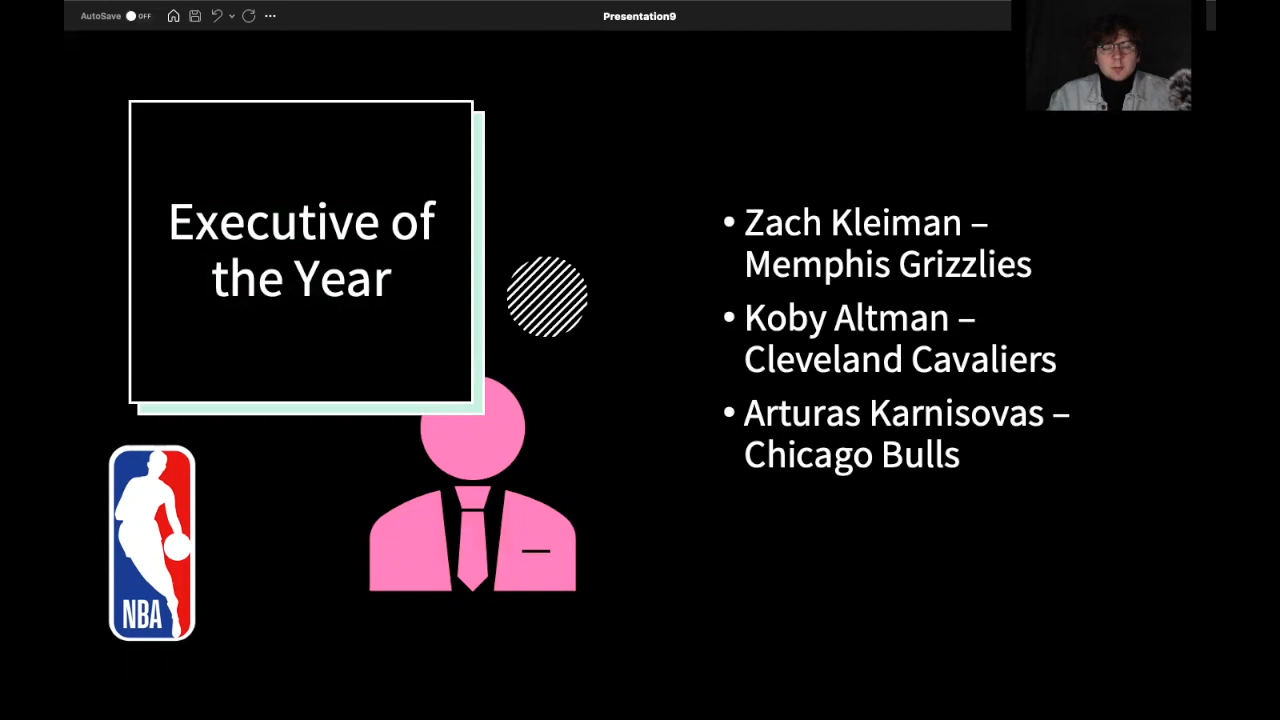 AutoSave OFF
Presentation9
Executive of
the Year
• Zach Kleiman –
Memphis Grizzlies
• Koby Altman –
Cleveland Cavaliers
• Arturas Karnisovas –
Chicago Bulls
NBA